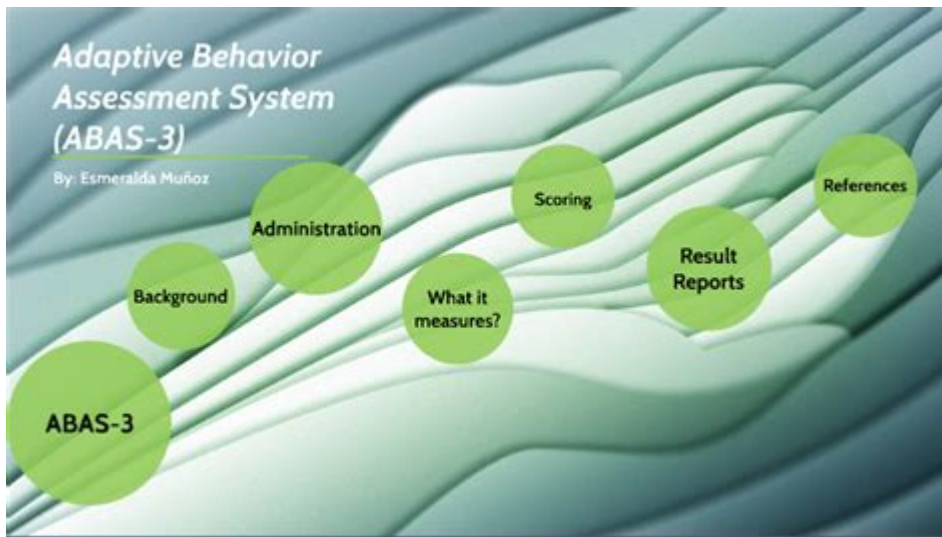 Adaptive Behavior
Assessment System
(ABAS-3)
By: Esmeralda Muñoz
ABAS-3
Background
Administration
What it
measures?
Scoring
Result
Reports
References